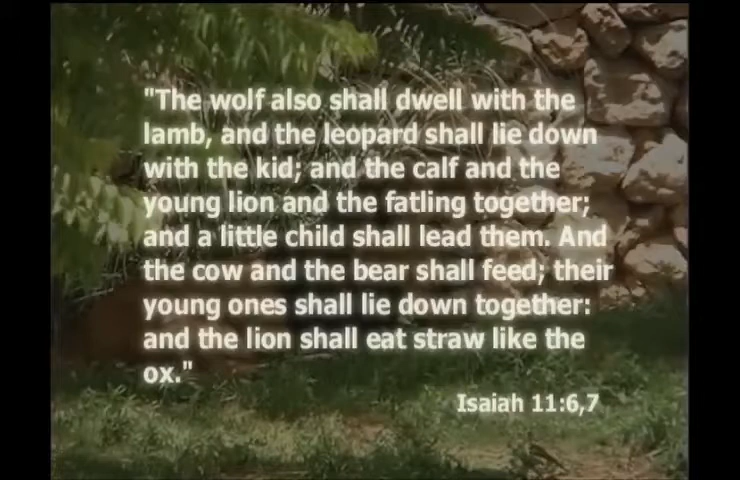 "The wolf also shall dwell with the
lamb, and the leopard shall lie down
with the kid; and the calf and the
young lion and the fatling together;
and a little child shall lead them. And
the cow and the bear shall feed; their
young ones shall lie down together:
and the lion shall eat straw like the
ox."
Isaiah 11:6,7